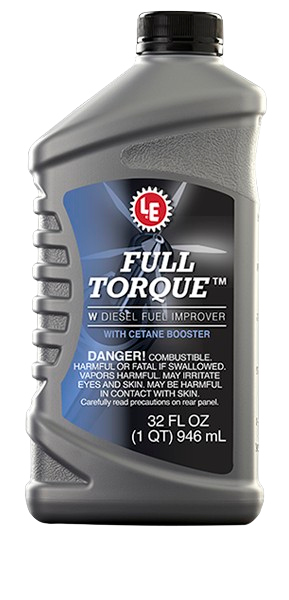 LE
FULL
TORQUE™
W DIESEL FUEL IMPROVER
WITH CETANE BOOSTER
DANGER! COMBUSTIBLE.
HARMFUL OR FATAL IF SWALLOWED.
VAPORS HARMFUL. MAY IRRITATE
EYES AND SKIN. MAY BE HARMFUL
IN CONTACT WITH SKIN.
Carefully read precautions on rear panel.
32 FL OZ
(1 QT) 946 mL